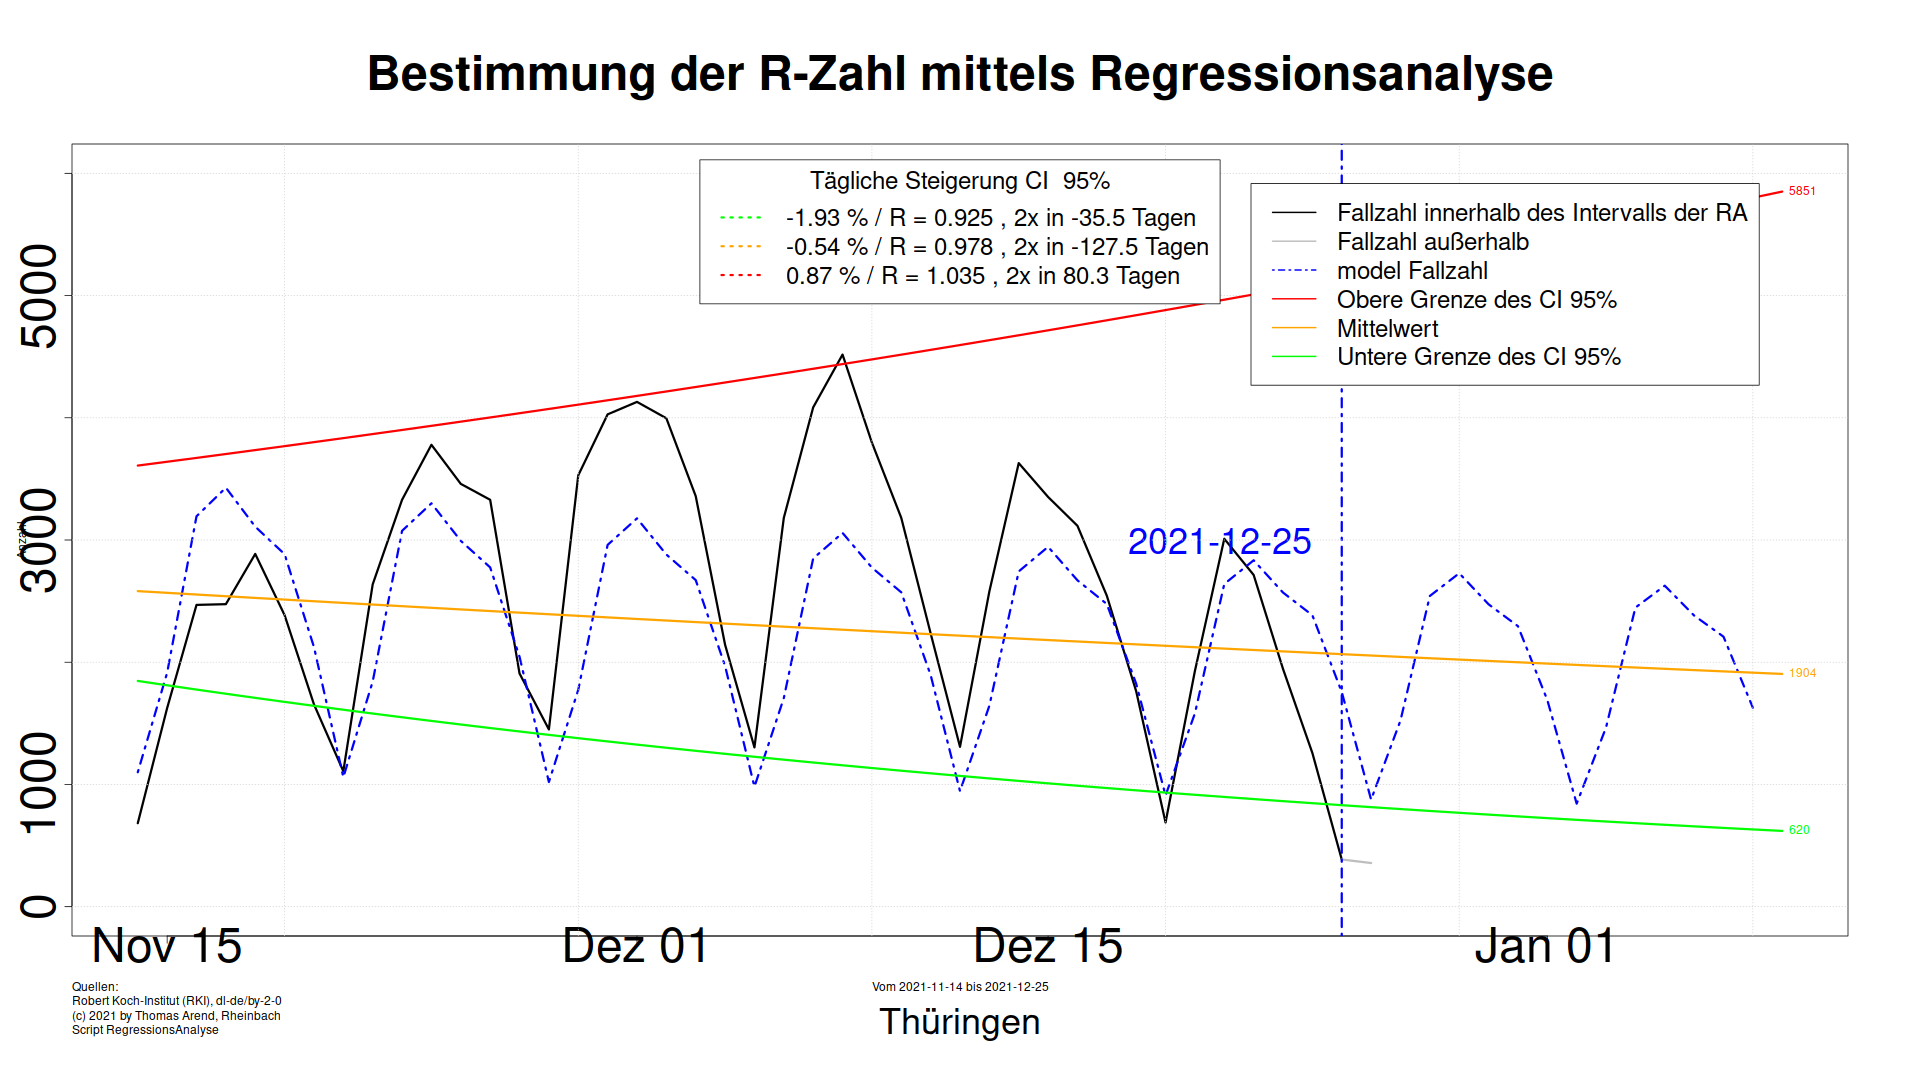 Bestimmung der R-Zahl mittels Regressionsanalyse
Tägliche Steigerung CI  95%
-1.93 % / R = 0.925 , 2x in -35.5 Tagen
-0.54 % / R = 0.978 , 2x in -127.5 Tagen
0.87 % / R = 1.035 , 2x in 80.3 Tagen
Fallzahl innerhalb des Intervalls der RA
Fallzahl außerhalb
model Fallzahl
Obere Grenze des CI 95%
Mittelwert
Untere Grenze des CI 95%
5851
2021-12-25
1904
620
Anzahl
5000
3000
1000
0
Nov 15
Dez 01
Dez 15
Jan 01
Quellen:
Robert Koch-Institut (RKI), dl-de/by-2-0
(c) 2021 by Thomas Arend, Rheinbach
Script RegressionsAnalyse
Vom 2021-11-14 bis 2021-12-25
Thüringen